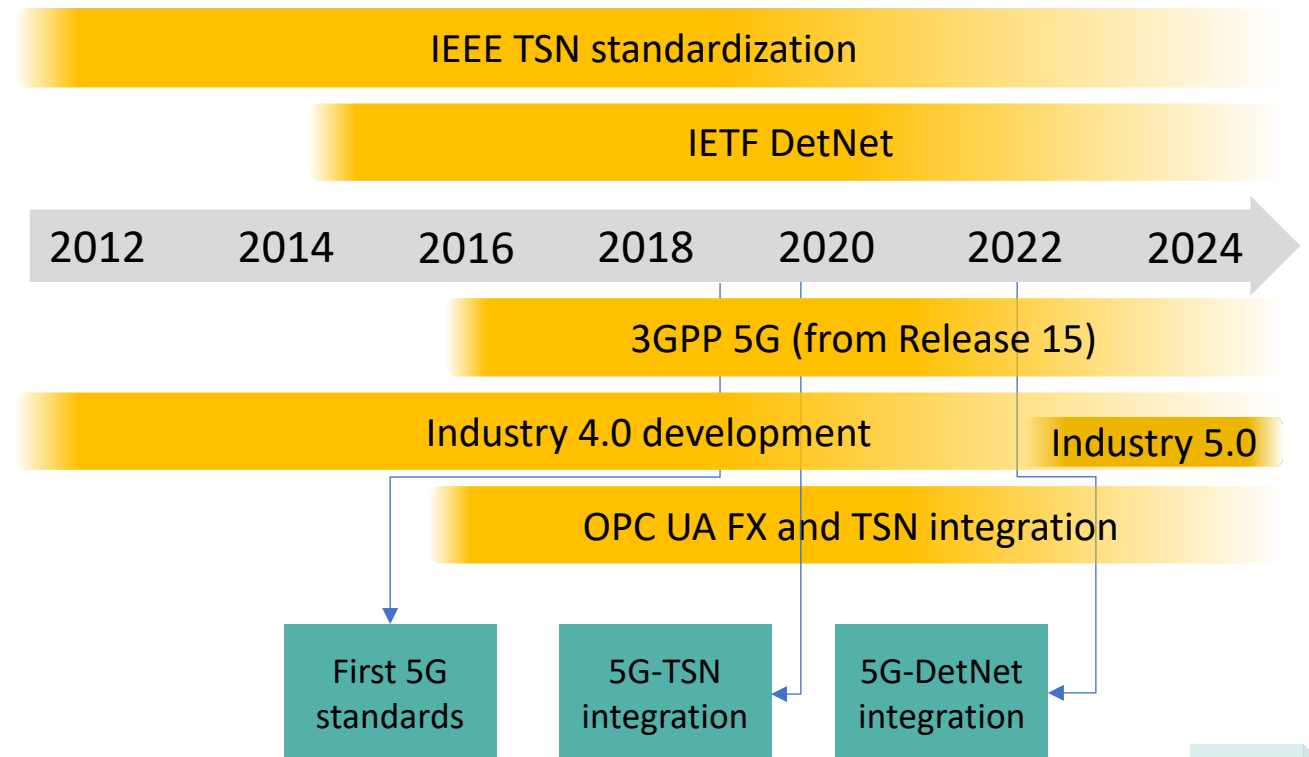 IEEE TSN standardization
IETF DetNet
2012 2014 2016 2018 2020 2022 2024
3GPP 5G (from Release 15)
Industry 4.0 development
Industry 5.0
OPC UA FX and TSN integration
First 5G
standards
5G-TSN
integration
5G-DetNet
integration